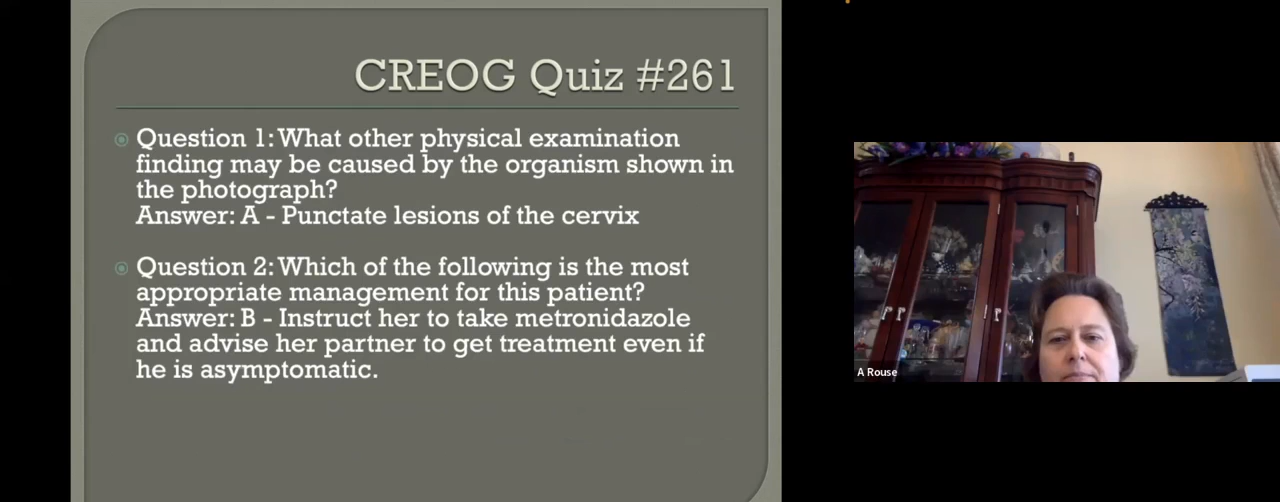 CREOG Quiz #261
Question 1: What other physical examination
finding may be caused by the organism shown in
the photograph?
Answer: A - Punctate lesions of the cervix
Question 2: Which of the following is the most
appropriate management for this patient?
Answer: B - Instruct her to take metronidazole
and advise her partner to get treatment even if
he is asymptomatic.
A Rouse